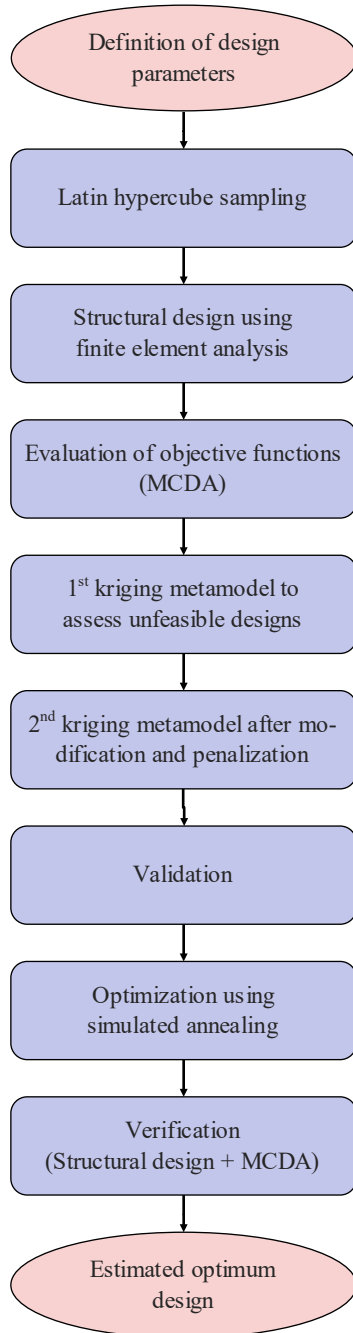 Definition of design
parameters
Latin hypercube sampling
Structural design using
finite element analysis
Evaluation of objective functions
(MCDA)
1st kriging metamodel to
assess unfeasible designs
2nd kriging metamodel after mo-
dification and penalization
Validation
Optimization using
simulated annealing
Verification
(Structural design + MCDA)
Estimated optimum
design